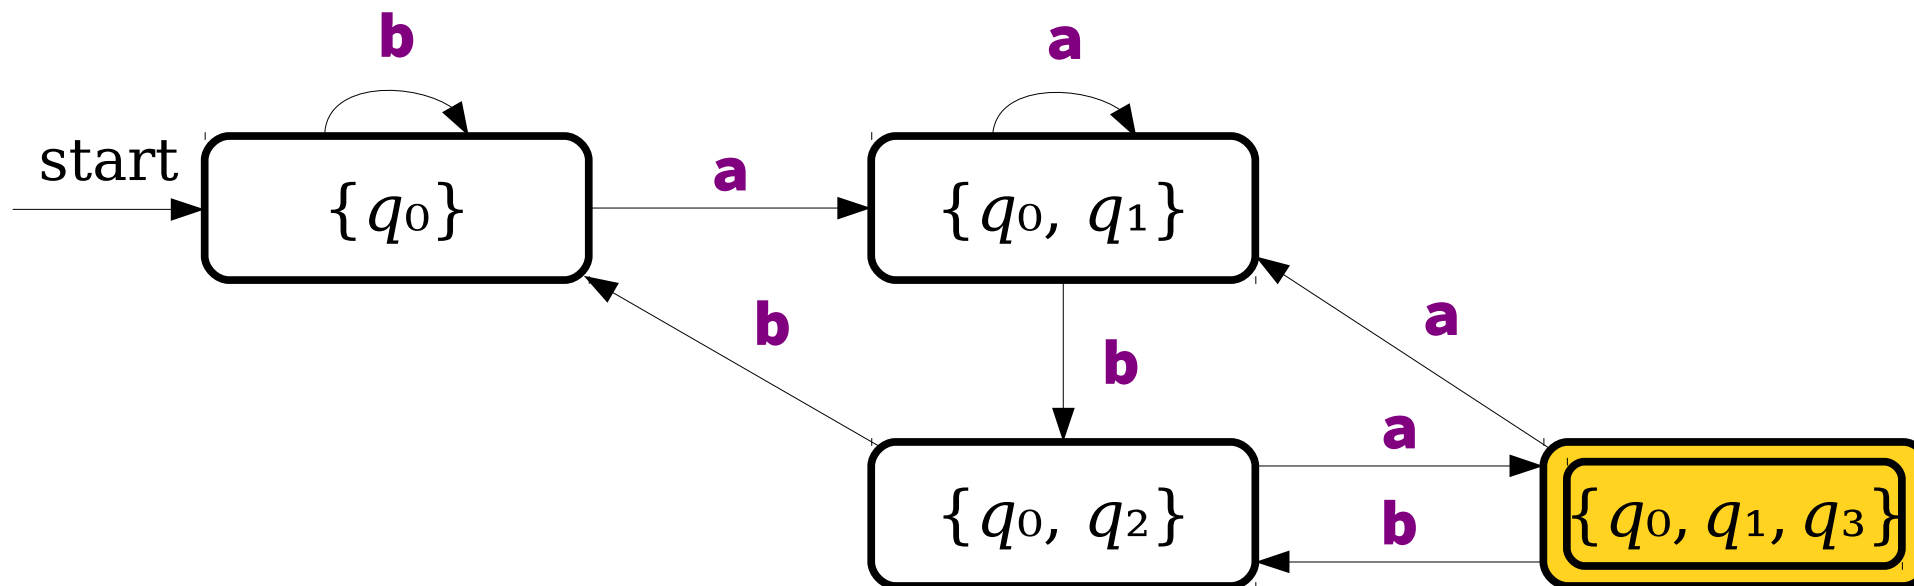 b
a
start
a
{q₀}
{q₀, q₁}
b
a
b
a
{q₀, q₂}
{q₀, q₁, q₃}
b